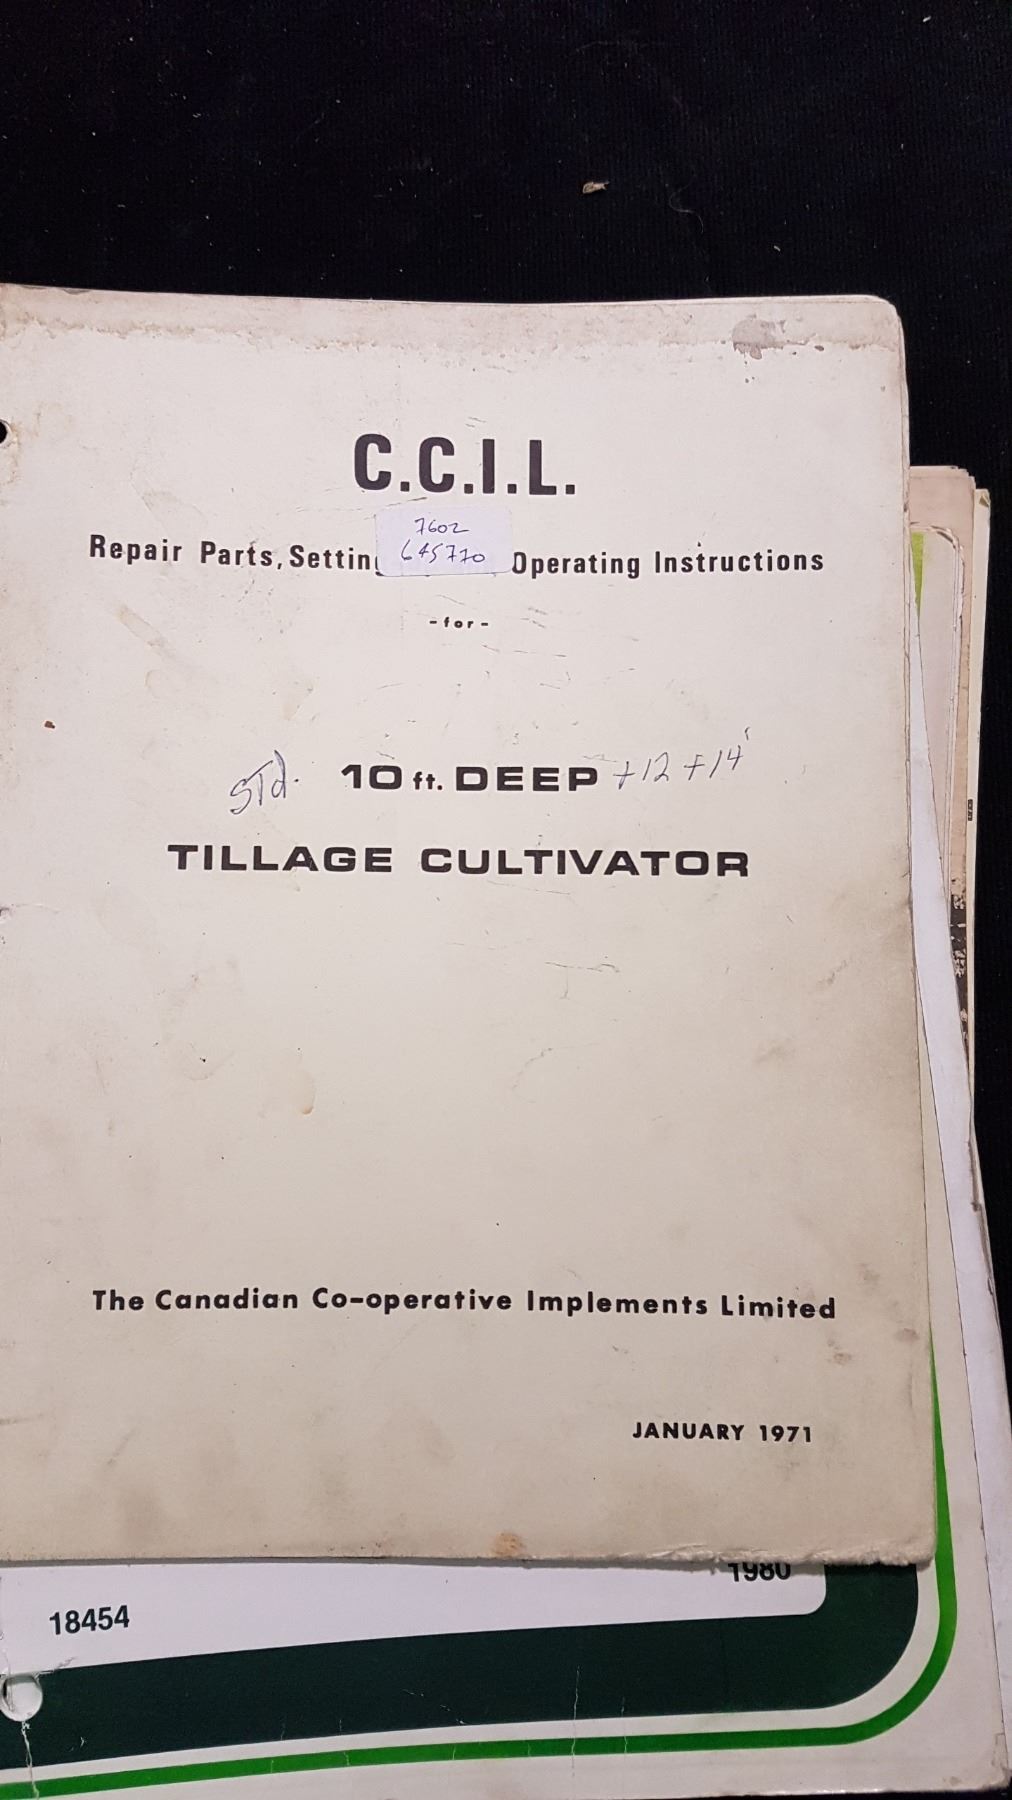 C.C.I.L.
7602
645770
Repair Parts, Settin Operating Instructions
- for -
STd. 10 ft. DEEP +12 +14'
TILLAGE CULTIVATOR
The Canadian Co-operative Implements Limited
JANUARY 1971
1980
18454